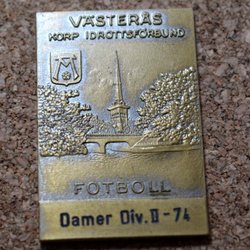 VÄSTERÅS
KORP IDROTTSFÖRBUND
FOTBOLL
Damer Div. II - 74